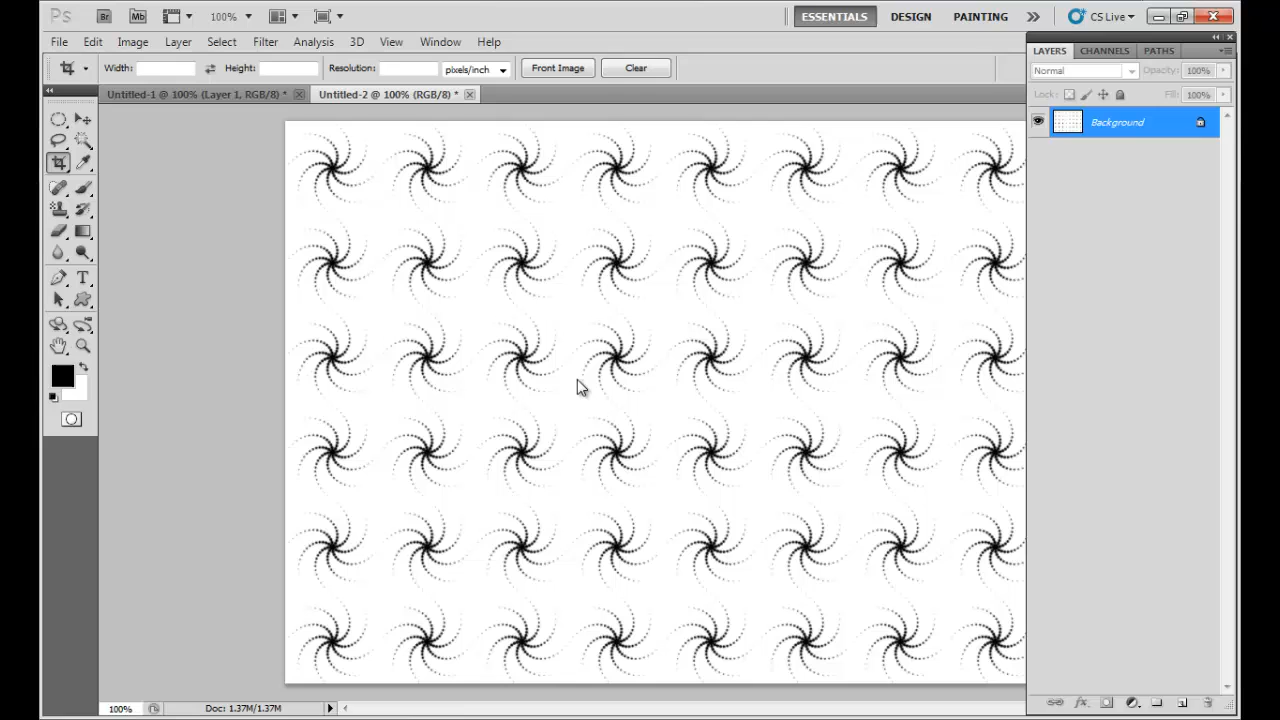 Ps Br Mb 100% ESSENTIALS DESIGN PAINTING CS Live
File Edit Image Layer Select Filter Analysis 3D View Window Help
Width: Height: Resolution: pixels/inch Front Image Clear
Untitled-1 @ 100% (Layer 1, RGB/8) * Untitled-2 @ 100% (RGB/8) *
LAYERS CHANNELS PATHS
Normal Opacity: 100%
Lock: Fill: 100%
Background
100% Doc: 1.37M/1.37M